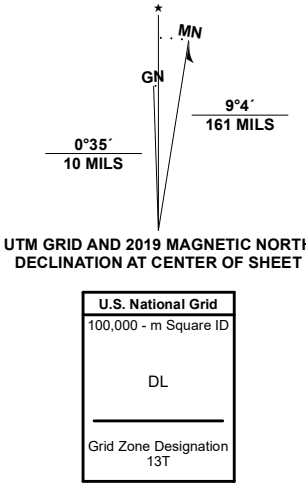 ★
MN
GN
9°4´
161 MILS
0°35´
10 MILS
UTM GRID AND 2019 MAGNETIC NORTH
DECLINATION AT CENTER OF SHEET
U.S. National Grid
100,000 - m Square ID
DL
Grid Zone Designation
13T